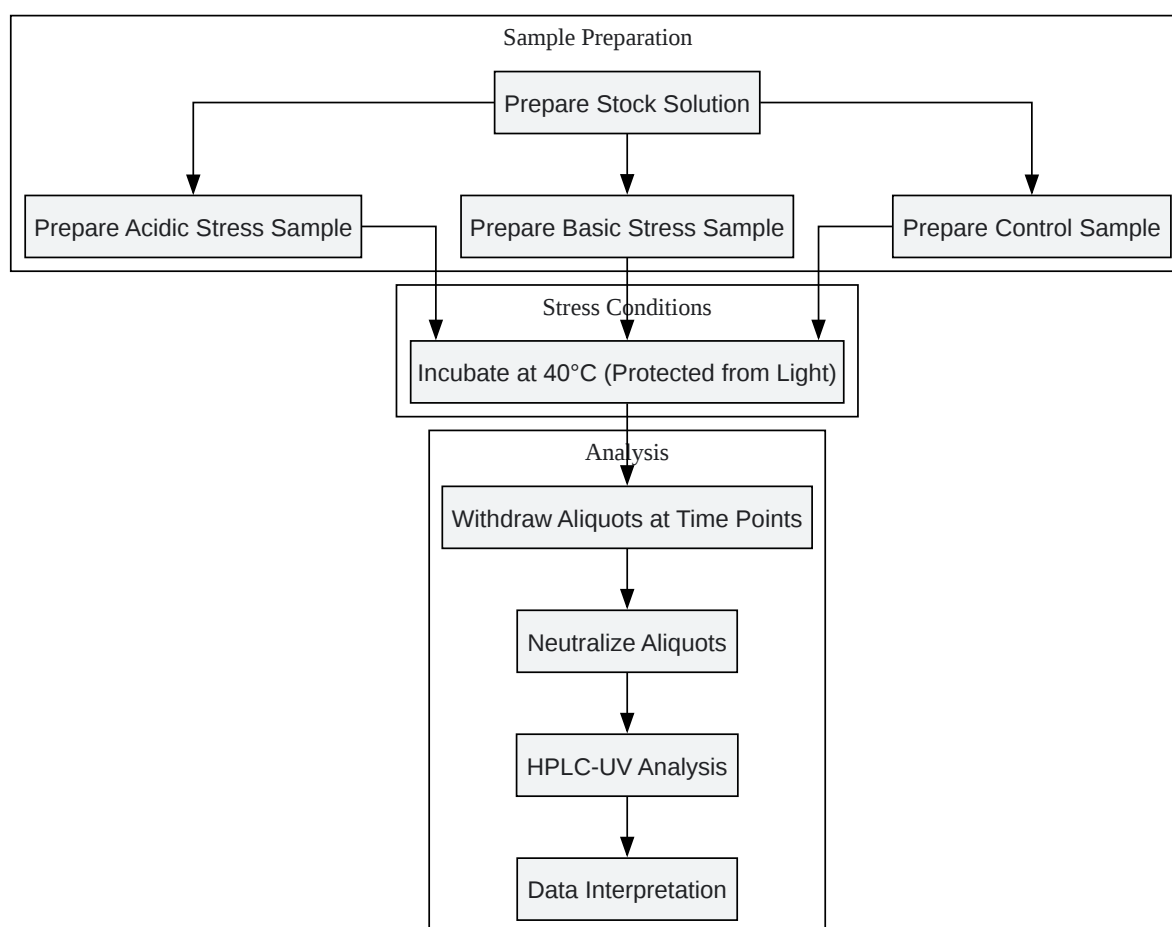 Sample Preparation
Prepare Stock Solution
Prepare Acidic Stress Sample
Prepare Basic Stress Sample
Prepare Control Sample
Stress Conditions
Incubate at 40°C (Protected from Light)
Analysis
Withdraw Aliquots at Time Points
Neutralize Aliquots
HPLC-UV Analysis
Data Interpretation